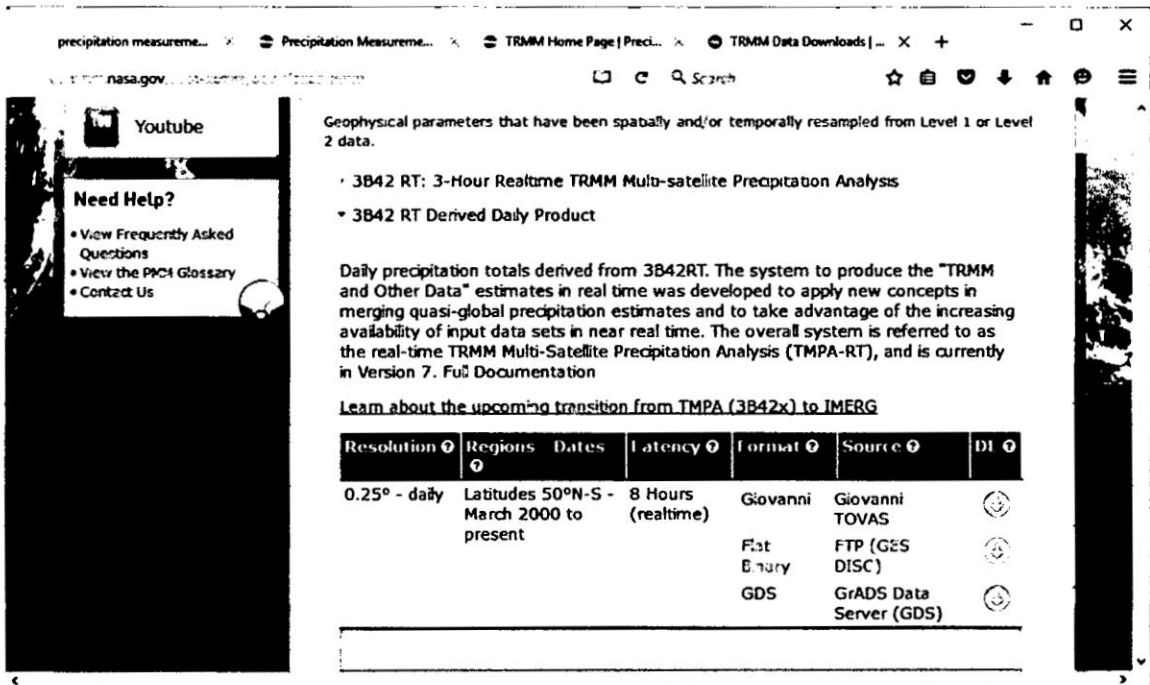 precipitation measureme... Precipitation Measureme... TRMM Home Page | Preci... TRMM Data Downloads | ...
nasa.gov Search
Youtube
Need Help?
• View Frequently Asked
Questions
• View the PMM Glossary
• Contact Us
Geophysical parameters that have been spatially and/or temporally resampled from Level 1 or Level
2 data.
3B42 RT: 3-Hour Realtime TRMM Multi-satellite Precipitation Analysis
3B42 RT Derived Daily Product
Daily precipitation totals derived from 3B42RT. The system to produce the "TRMM
and Other Data" estimates in real time was developed to apply new concepts in
merging quasi-global precipitation estimates and to take advantage of the increasing
availability of input data sets in near real time. The overall system is referred to as
the real-time TRMM Multi-Satellite Precipitation Analysis (TMPA-RT), and is currently
in Version 7. Full Documentation
Learn about the upcoming transition from TMPA (3B42x) to IMERG
Resolution Regions Dates Latency Format Source DL
0.25º - daily Latitudes 50ºN-S - 8 Hours Giovanni Giovanni
March 2000 to (realtime) TOVAS
present
Flat FTP (GES
Binary DISC)
GDS GrADS Data
Server (GDS)